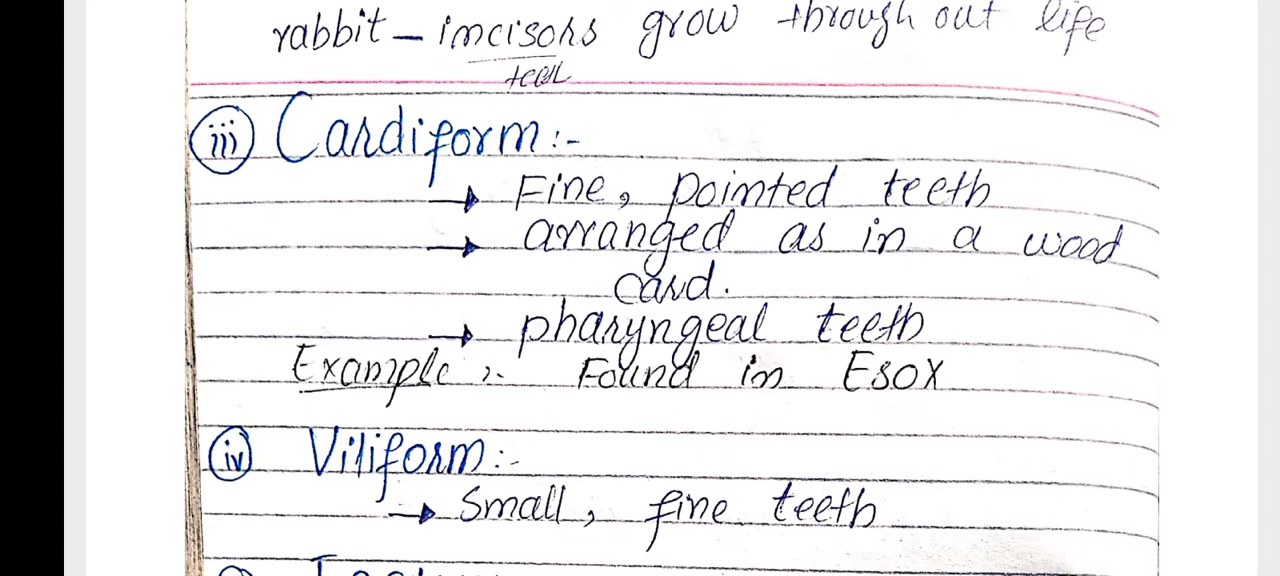 rabbit – incisors grow through out life
teeth
(iii) Cardiform :-
→ Fine, pointed teeth
→ arranged as in a wood
card.
→ pharyngeal teeth
Example :- Found in Esox
(iv) Viliform :-
→ Small, fine teeth